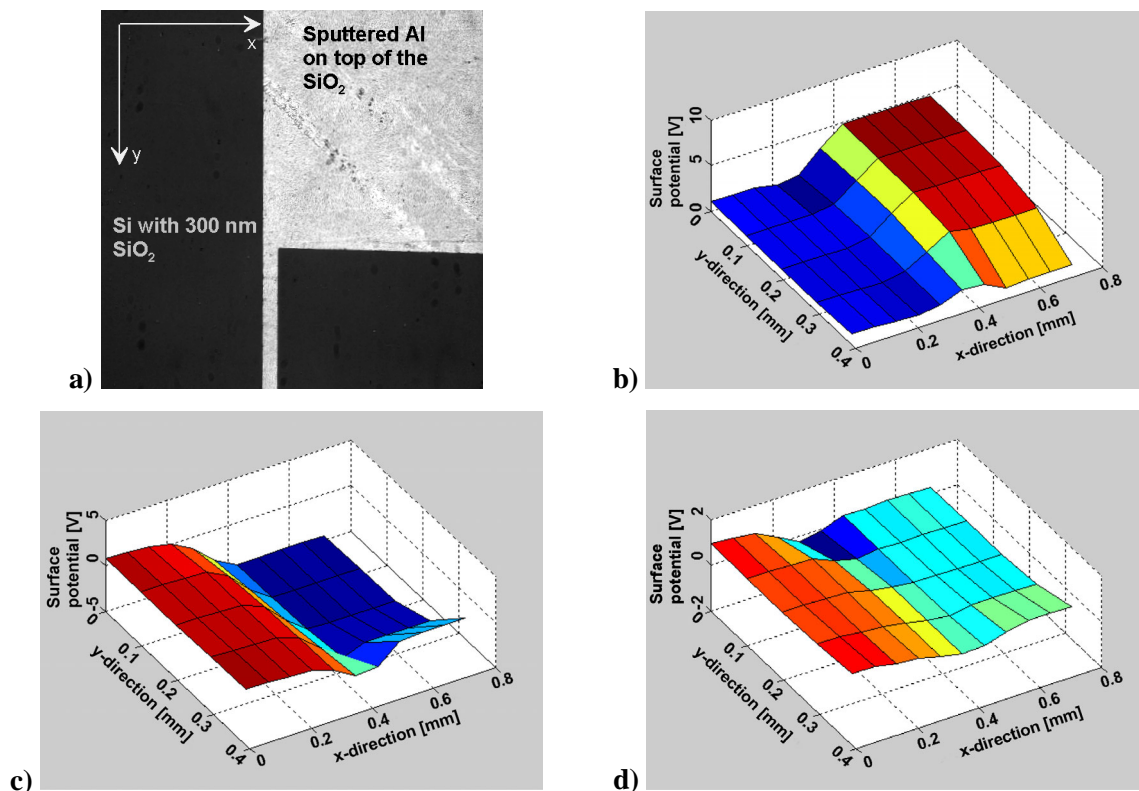 x
y
Sputtered Al
on top of the
SiO2
Si with 300 nm
SiO2
a)
Surface
potential [V]
10
5
0
0
0.1
0.2
0.3
0.4
y-direction [mm]
0
0.2
0.4
0.6
0.8
x-direction [mm]
b)
Surface
potential [V]
5
0
-5
0
0.1
0.2
0.3
0.4
y-direction [mm]
0
0.2
0.4
0.6
0.8
x-direction [mm]
c)
Surface
potential [V]
2
0
-2
0
0.1
0.2
0.3
0.4
y-direction [mm]
0
0.2
0.4
0.6
0.8
x-direction [mm]
d)